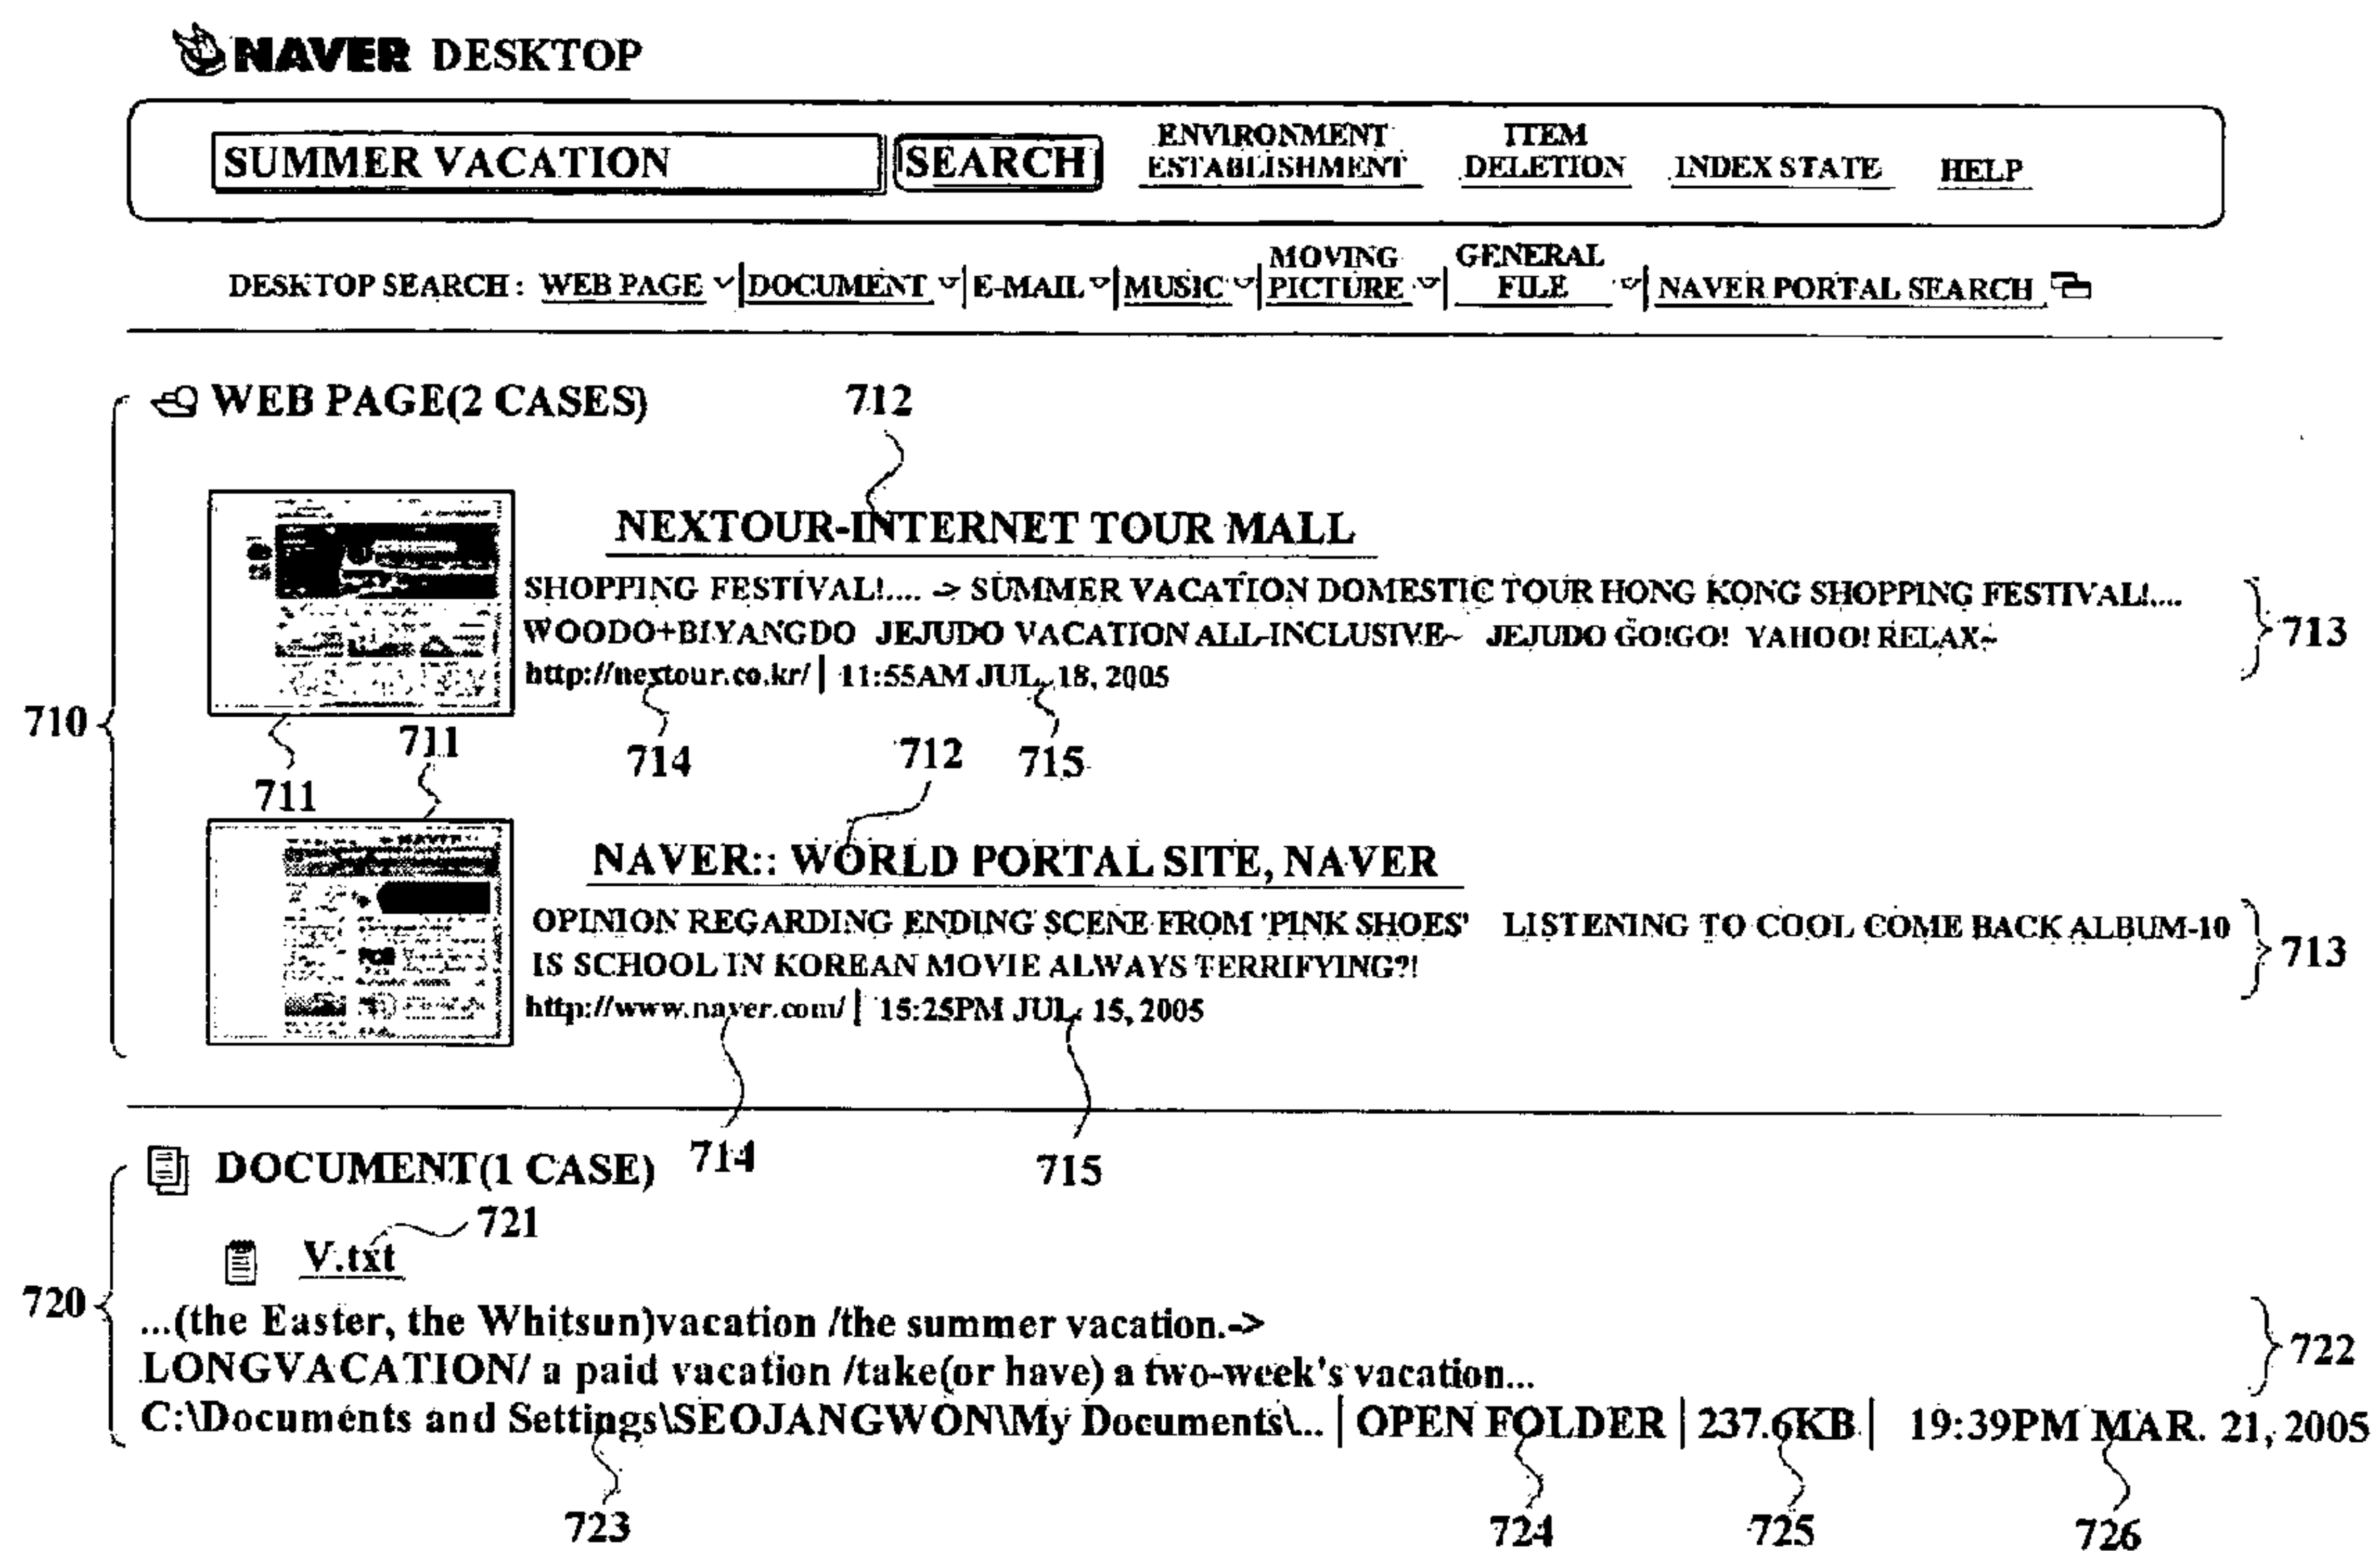 NAVER DESKTOP
SUMMER VACATION SEARCH ENVIRONMENT ESTABLISHMENT ITEM DELETION INDEX STATE HELP
DESKTOP SEARCH : WEB PAGE | DOCUMENT | E-MAIL | MUSIC | MOVING PICTURE | GENERAL FILE | NAVER PORTAL SEARCH
WEB PAGE(2 CASES) 712
NEXTOUR-INTERNET TOUR MALL
SHOPPING FESTIVAL!.... -> SUMMER VACATION DOMESTIC TOUR HONG KONG SHOPPING FESTIVAL!....
WOODO+BIYANGDO JEJUDO VACATION ALL-INCLUSIVE~ JEJUDO GO!GO! YAHOO! RELAX~
713
http://nextour.co.kr/ | 11:55AM JUL. 18, 2005
710
711 714 712 715
711
NAVER:: WORLD PORTAL SITE, NAVER
OPINION REGARDING ENDING SCENE FROM 'PINK SHOES' LISTENING TO COOL COME BACK ALBUM-10
IS SCHOOL IN KOREAN MOVIE ALWAYS TERRIFYING?!
713
http://www.naver.com/ | 15:25PM JUL. 15, 2005
714 715
DOCUMENT(1 CASE)
721
V.txt
720
...(the Easter, the Whitsun)vacation /the summer vacation.->
LONGVACATION/ a paid vacation /take(or have) a two-week's vacation...
722
C:\Documents and Settings\SEOJANGWON\My Documents\... | OPEN FOLDER | 237.6KB | 19:39PM MAR. 21, 2005
723 724 725 726